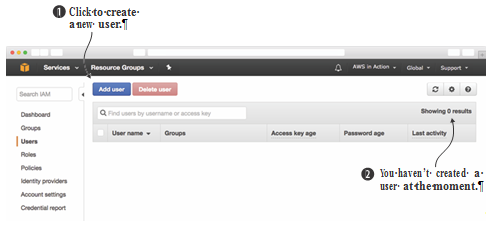 1 Click to create
a new user.¶
Services
Resource Groups
AWS in Action
Global
Support
Search IAM
Add user
Delete user
Find users by username or access key
Showing 0 results
User name
Groups
Access key age
Password age
Last activity
Dashboard
Groups
Users
Roles
Policies
Identity providers
Account settings
Credential report
2 You haven't created a
user at the moment.¶